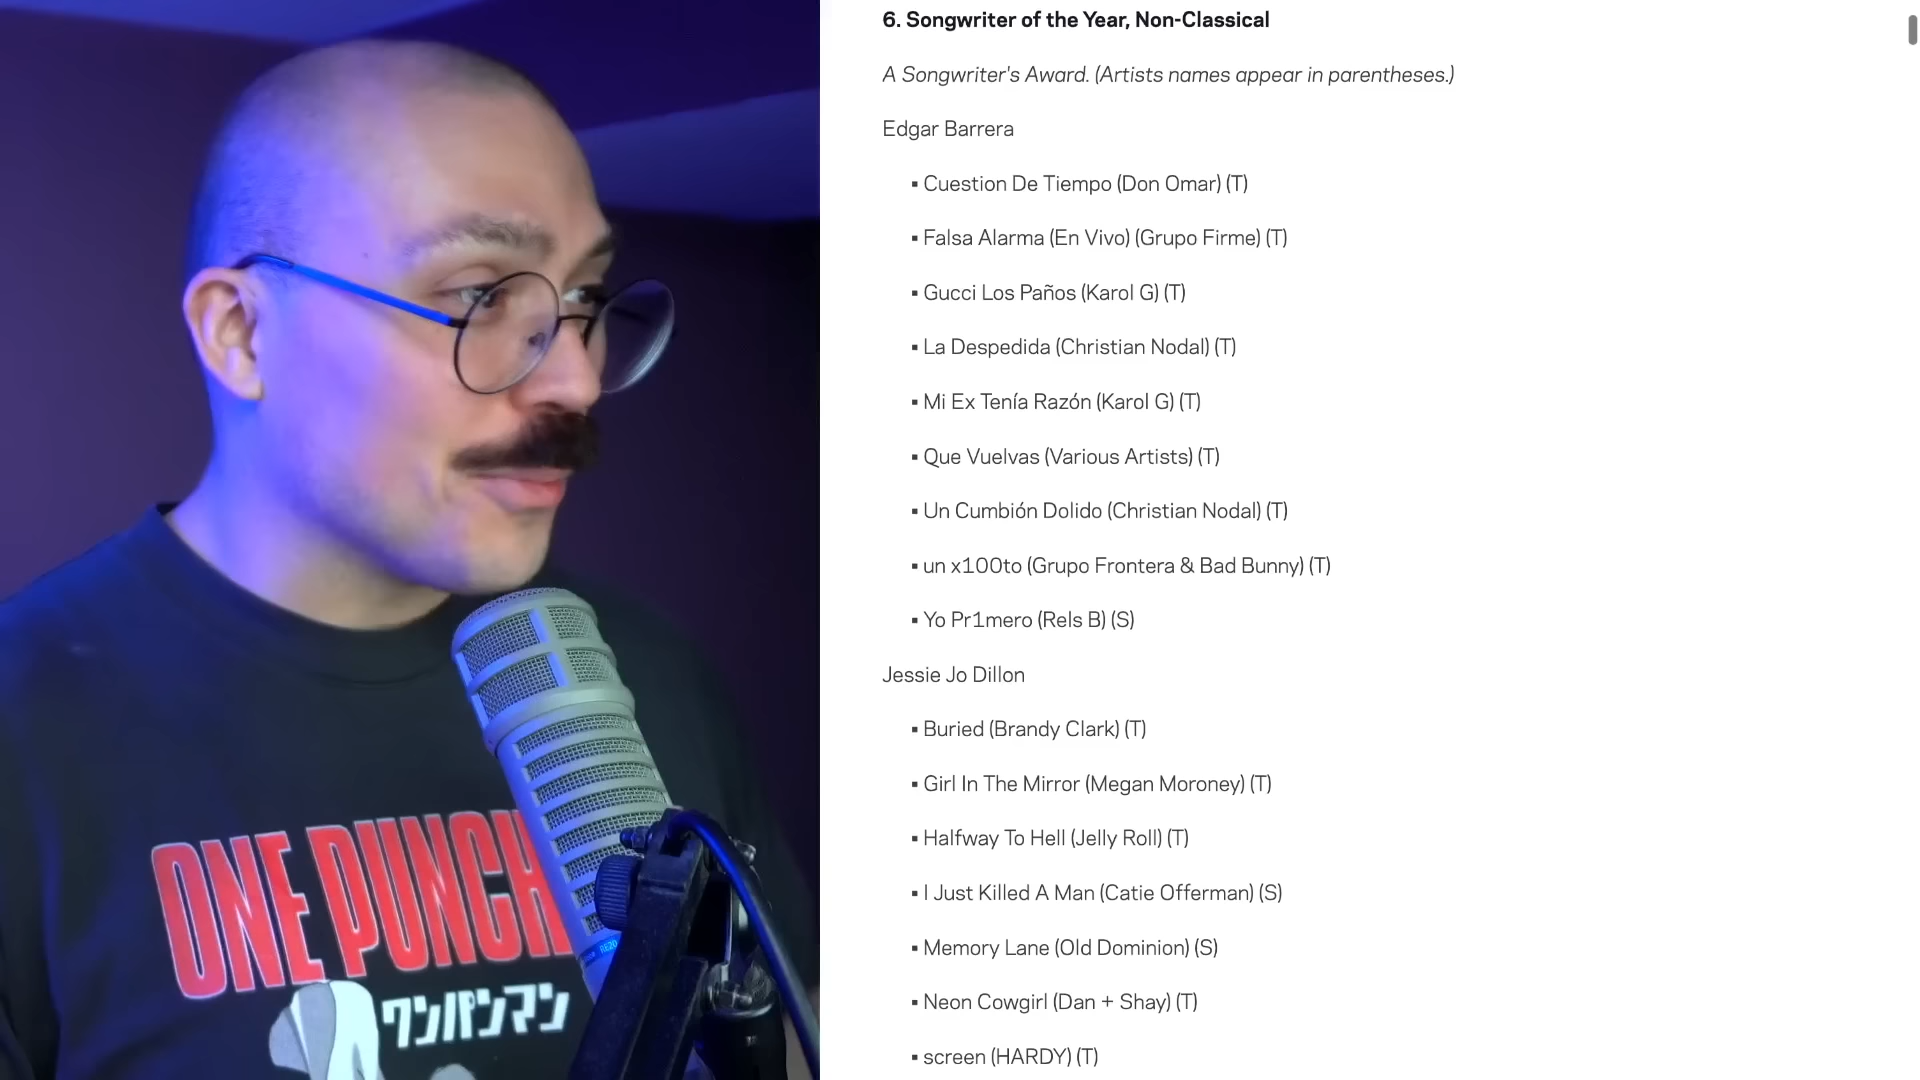 6. Songwriter of the Year, Non-Classical
A Songwriter's Award. (Artists names appear in parentheses.)
Edgar Barrera
▪ Cuestion De Tiempo (Don Omar) (T)
▪ Falsa Alarma (En Vivo) (Grupo Firme) (T)
▪ Gucci Los Paños (Karol G) (T)
▪ La Despedida (Christian Nodal) (T)
▪ Mi Ex Tenía Razón (Karol G) (T)
▪ Que Vuelvas (Various Artists) (T)
▪ Un Cumbión Dolido (Christian Nodal) (T)
▪ un x100to (Grupo Frontera & Bad Bunny) (T)
▪ Yo Pr1mero (Rels B) (S)
Jessie Jo Dillon
▪ Buried (Brandy Clark) (T)
▪ Girl In The Mirror (Megan Moroney) (T)
▪ Halfway To Hell (Jelly Roll) (T)
▪ I Just Killed A Man (Catie Offerman) (S)
▪ Memory Lane (Old Dominion) (S)
▪ Neon Cowgirl (Dan + Shay) (T)
▪ screen (HARDY) (T)
ONE PUNCH
ワンパンマン
RE20